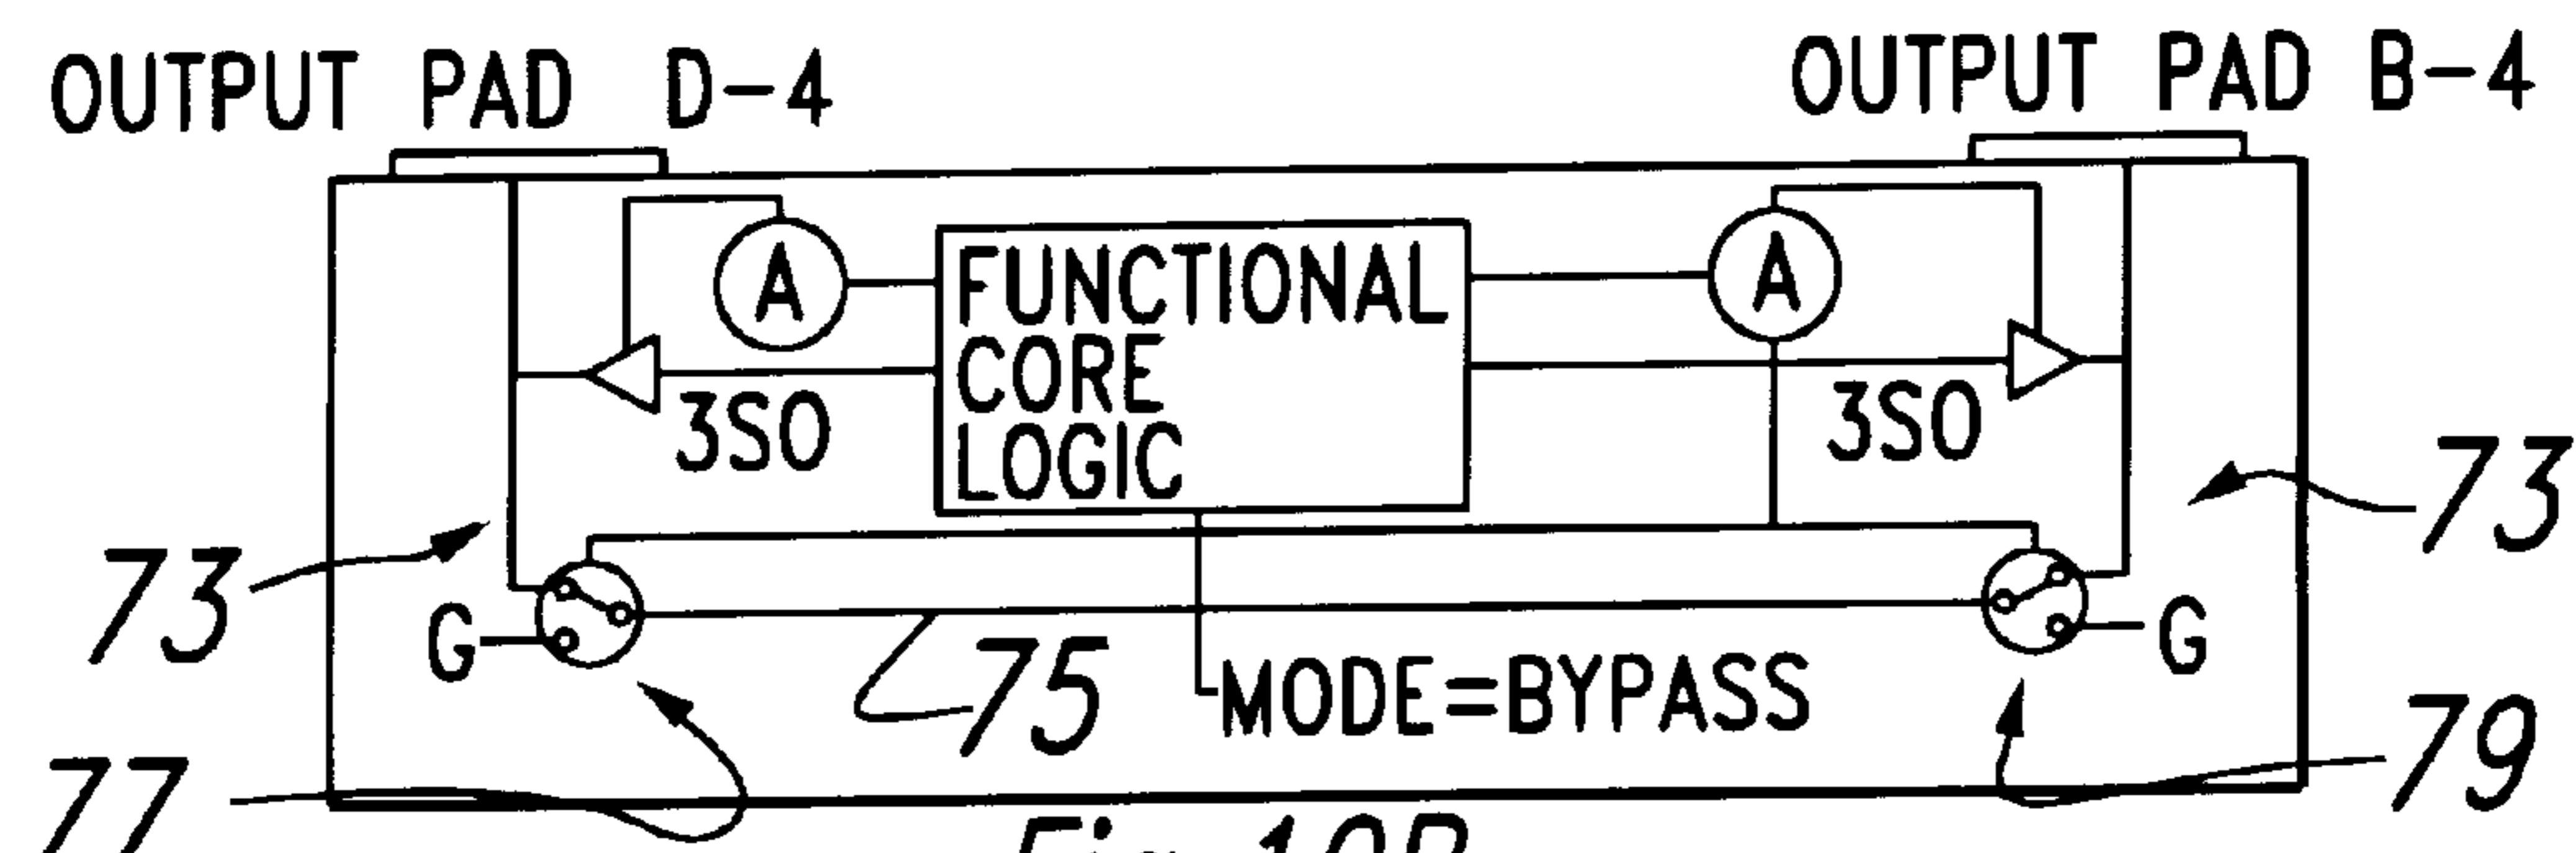 OUTPUT PAD D-4
OUTPUT PAD B-4
A
FUNCTIONAL
CORE
LOGIC
A
3SO
3SO
73
73
G
G
75
MODE=BYPASS
77
79